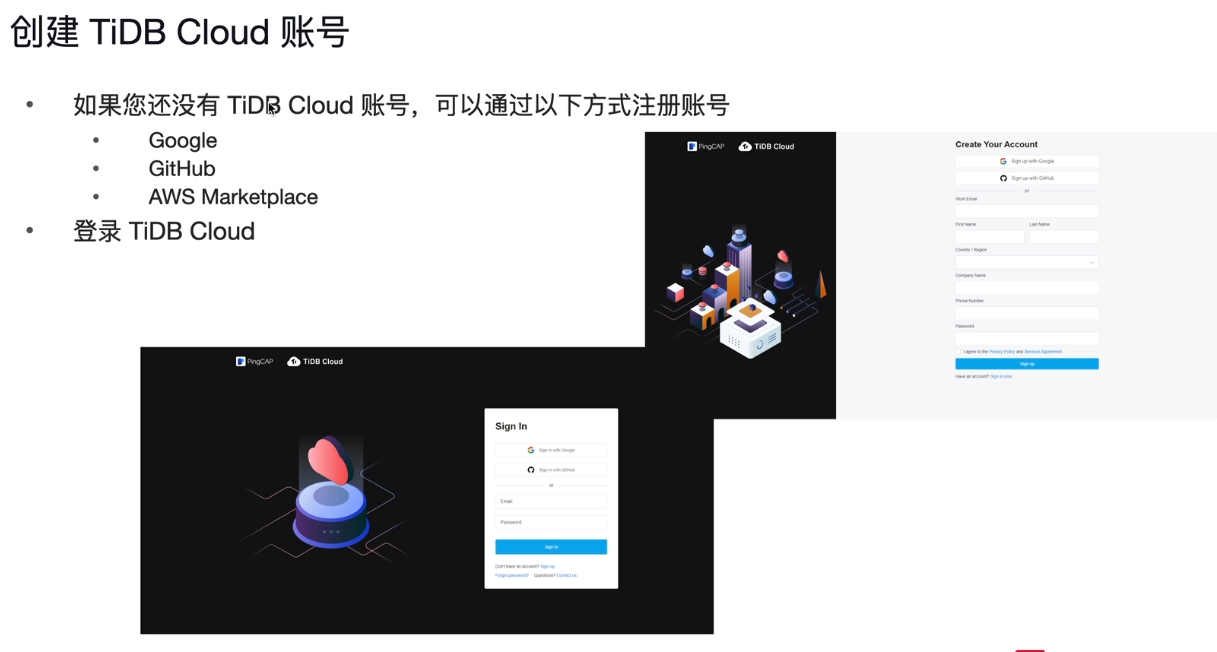 创建 TiDB Cloud 账号
如果您还没有 TiDB Cloud 账号，可以通过以下方式注册账号
Google
GitHub
AWS Marketplace
登录 TiDB Cloud
PingCAP TiDB Cloud
Create Your Account
Sign up with Google
Sign up with GitHub
or
Work Email
First Name Last Name
Country / Region
Company Name
Phone Number
Password
I agree to the Privacy Policy and Services Agreement.
Sign up
Have an account? Sign in now.
PingCAP TiDB Cloud
Sign In
Sign in with Google
Sign in with GitHub
or
Email
Password
Sign in
Don't have an account? Sign up.
Forgot password? Questions? Contact us.